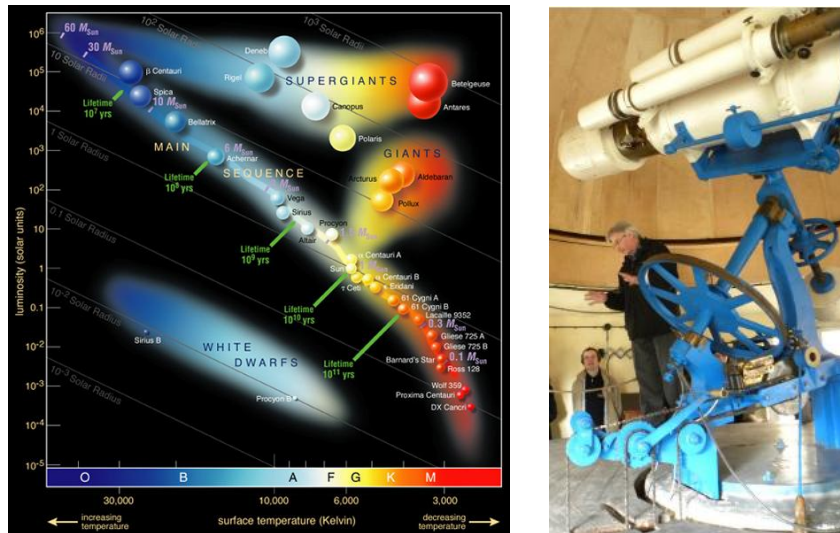 60 M Sun
30 M Sun
10² Solar Radii
10³ Solar Radii
10 Solar Radii
1 Solar Radius
0.1 Solar Radius
10⁻² Solar Radius
10⁻³ Solar Radius
10⁶
10⁵
10⁴
10³
10²
10
1
0.1
10⁻²
10⁻³
10⁻⁴
10⁻⁵
luminosity (solar units)
Deneb
Rigel
SUPERGIANTS
Betelgeuse
Antares
Canopus
Polaris
β Centauri
Spica
10 M Sun
Bellatrix
Lifetime
10⁷ yrs
MAIN
SEQUENCE
6 M Sun
Achernar
Lifetime
10⁸ yrs
GIANTS
Arcturus
Aldebaran
Pollux
Vega
Sirius
Altair
Procyon
Lifetime
10⁹ yrs
α Centauri A
Sun
α Centauri B
τ Ceti
ε Eridani
61 Cygni A
61 Cygni B
Lacaille 9352
0.3 M Sun
Gliese 725 A
Gliese 725 B
0.1 M Sun
Barnard's Star
Ross 128
Wolf 359
Proxima Centauri
DX Cancri
Lifetime
10¹⁰ yrs
Lifetime
10¹¹ yrs
Sirius B
WHITE
DWARFS
Procyon B
O B A F G K M
30,000 10,000 6,000 3,000
increasing
temperature
surface temperature (Kelvin)
decreasing
temperature